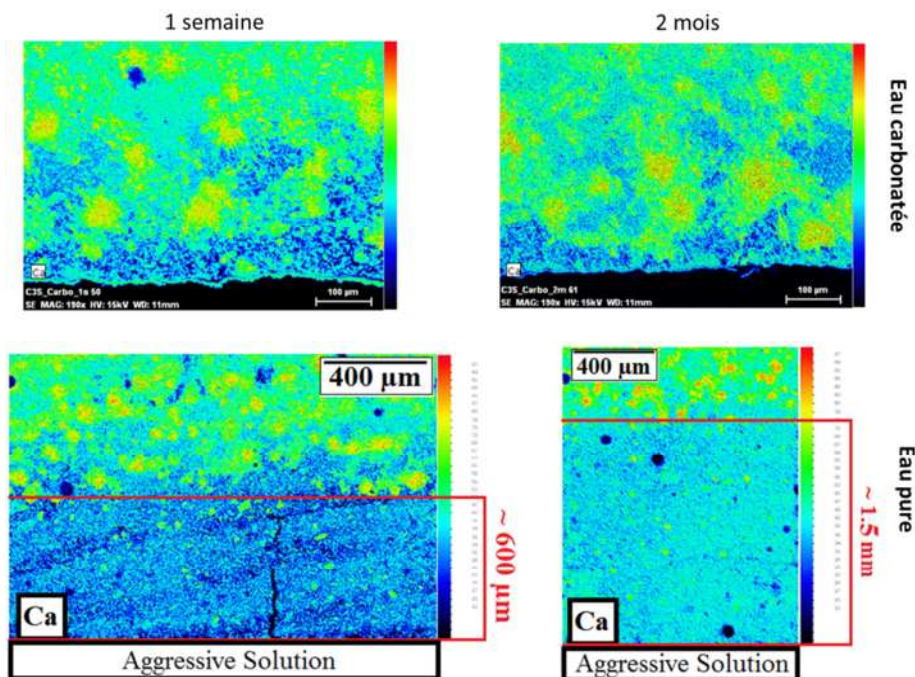 1 semaine
2 mois
Eau carbonatée
Ca
C3S_Carbo_1s 50
SE MAG: 190x HV: 15kV WD: 11mm
100 µm
Ca
C3S_Carbo_2m 61
SE MAG: 190x HV: 15kV WD: 11mm
100 µm
400 µm
~ 600 µm
Ca
Aggressive Solution
400 µm
~ 1.5 mm
Ca
Aggressive Solution
Eau pure